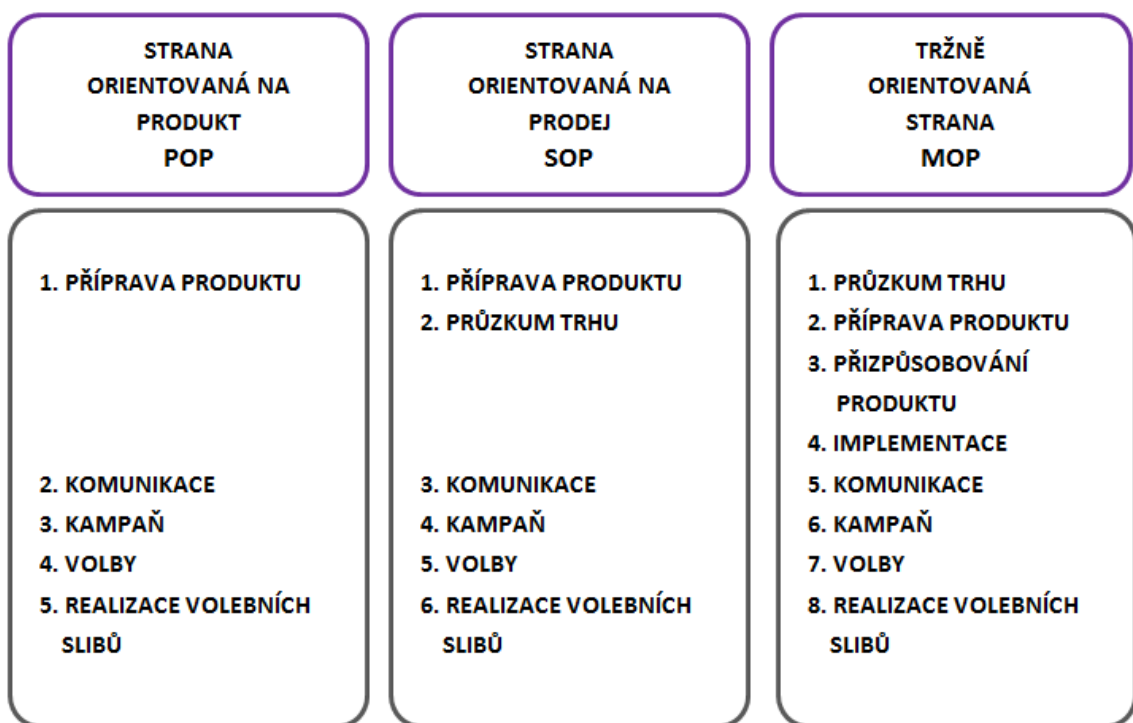 STRANA
ORIENTOVANÁ NA
PRODUKT
POP
STRANA
ORIENTOVANÁ NA
PRODEJ
SOP
TRŽNĚ
ORIENTOVANÁ
STRANA
MOP
1. PŘÍPRAVA PRODUKTU
2. KOMUNIKACE
3. KAMPAŇ
4. VOLBY
5. REALIZACE VOLEBNÍCH
SLIBŮ
1. PŘÍPRAVA PRODUKTU
2. PRŮZKUM TRHU
3. KOMUNIKACE
4. KAMPAŇ
5. VOLBY
6. REALIZACE VOLEBNÍCH
SLIBŮ
1. PRŮZKUM TRHU
2. PŘÍPRAVA PRODUKTU
3. PŘIZPŮSOBOVÁNÍ
PRODUKTU
4. IMPLEMENTACE
5. KOMUNIKACE
6. KAMPAŇ
7. VOLBY
8. REALIZACE VOLEBNÍCH
SLIBŮ